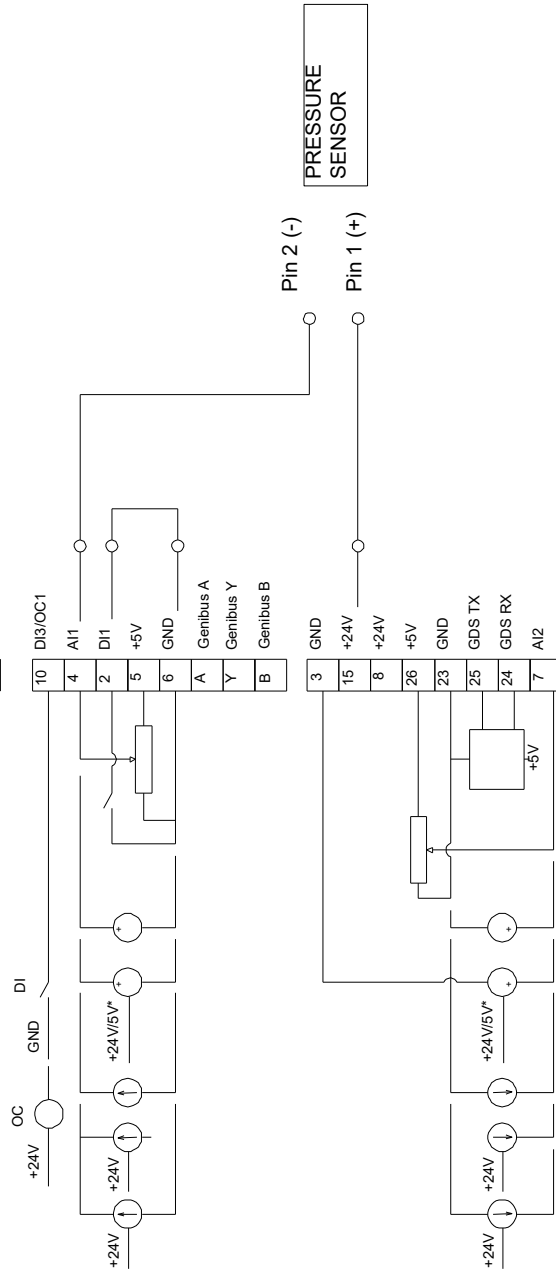 PRESSURE
SENSOR
Pin 2 (-)
Pin 1 (+)
10 DI3/OC1
4 AI1
2 DI1
5 +5V
6 GND
A Genibus A
Y Genibus Y
B Genibus B
DI
GND
OC
+24V
+
+
+24V/5V*
+24V
+24V
3 GND
15 +24V
8 +24V
26 +5V
23 GND
25 GDS TX
24 GDS RX
7 AI2
+5V
+
+
+24V/5V*
+24V
+24V